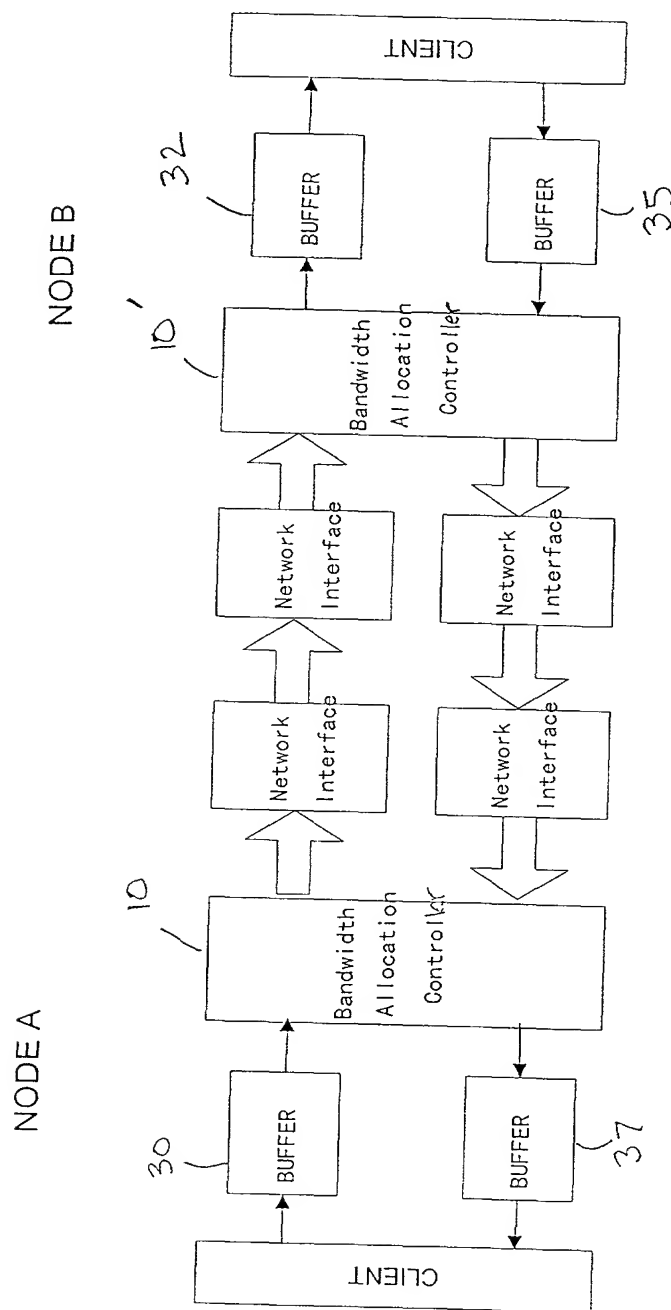 NODE A
NODE B
CLIENT
30
BUFFER
10
Bandwidth
Allocation
Controller
Network
Interface
Network
Interface
10'
Bandwidth
Allocation
Controller
32
BUFFER
CLIENT
BUFFER
37
Network
Interface
Network
Interface
BUFFER
35